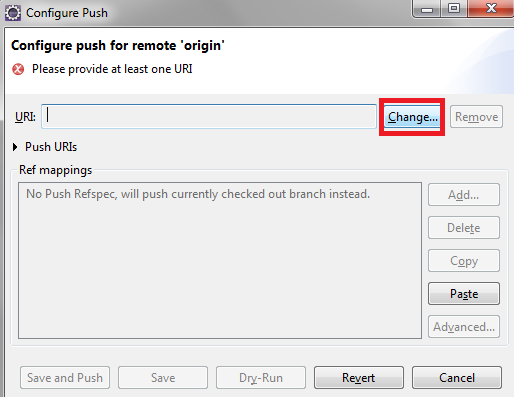 Configure Push
Configure push for remote 'origin'
Please provide at least one URI
URI:
Change...
Remove
Push URIs
Ref mappings
No Push Refspec, will push currently checked out branch instead.
Add...
Delete
Copy
Paste
Advanced...
Save and Push
Save
Dry-Run
Revert
Cancel